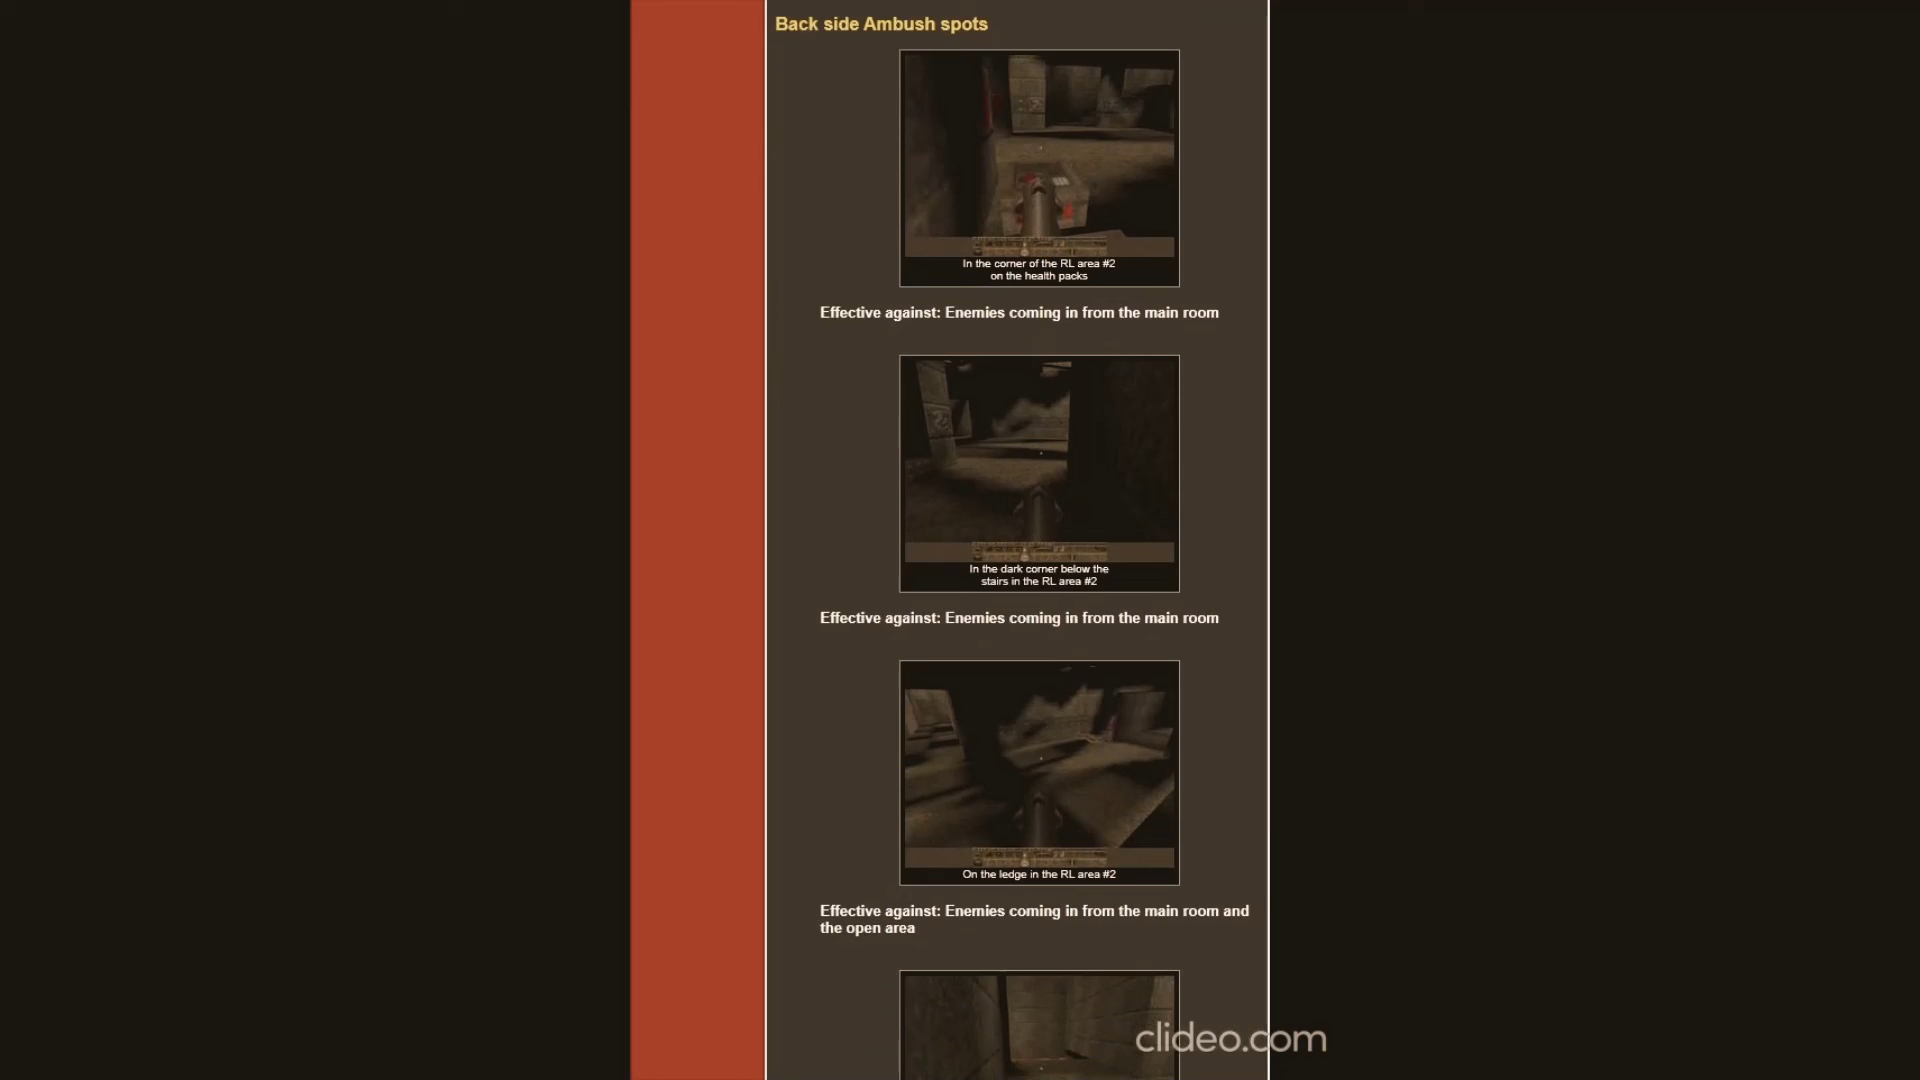 Back side Ambush spots
In the corner of the RL area #2
on the health packs
Effective against: Enemies coming in from the main room
In the dark corner below the
stairs in the RL area #2
Effective against: Enemies coming in from the main room
On the ledge in the RL area #2
Effective against: Enemies coming in from the main room and
the open area
clideo.com